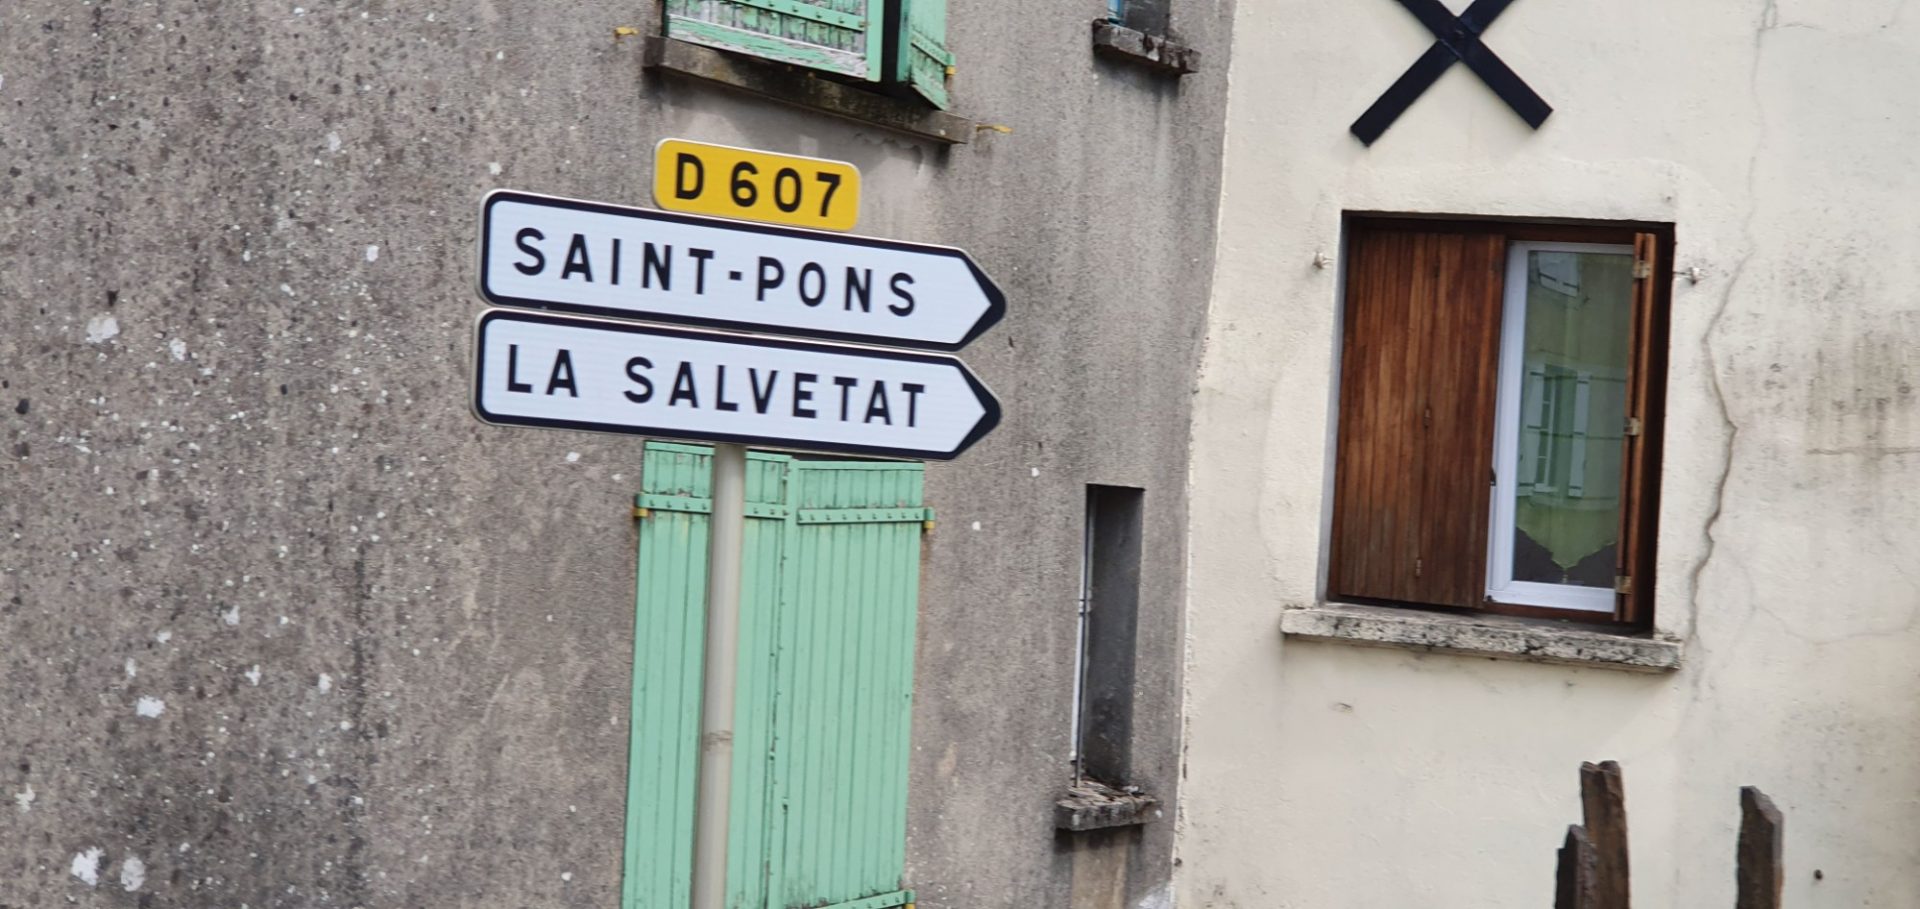 D 607
SAINT-PONS
LA SALVETAT